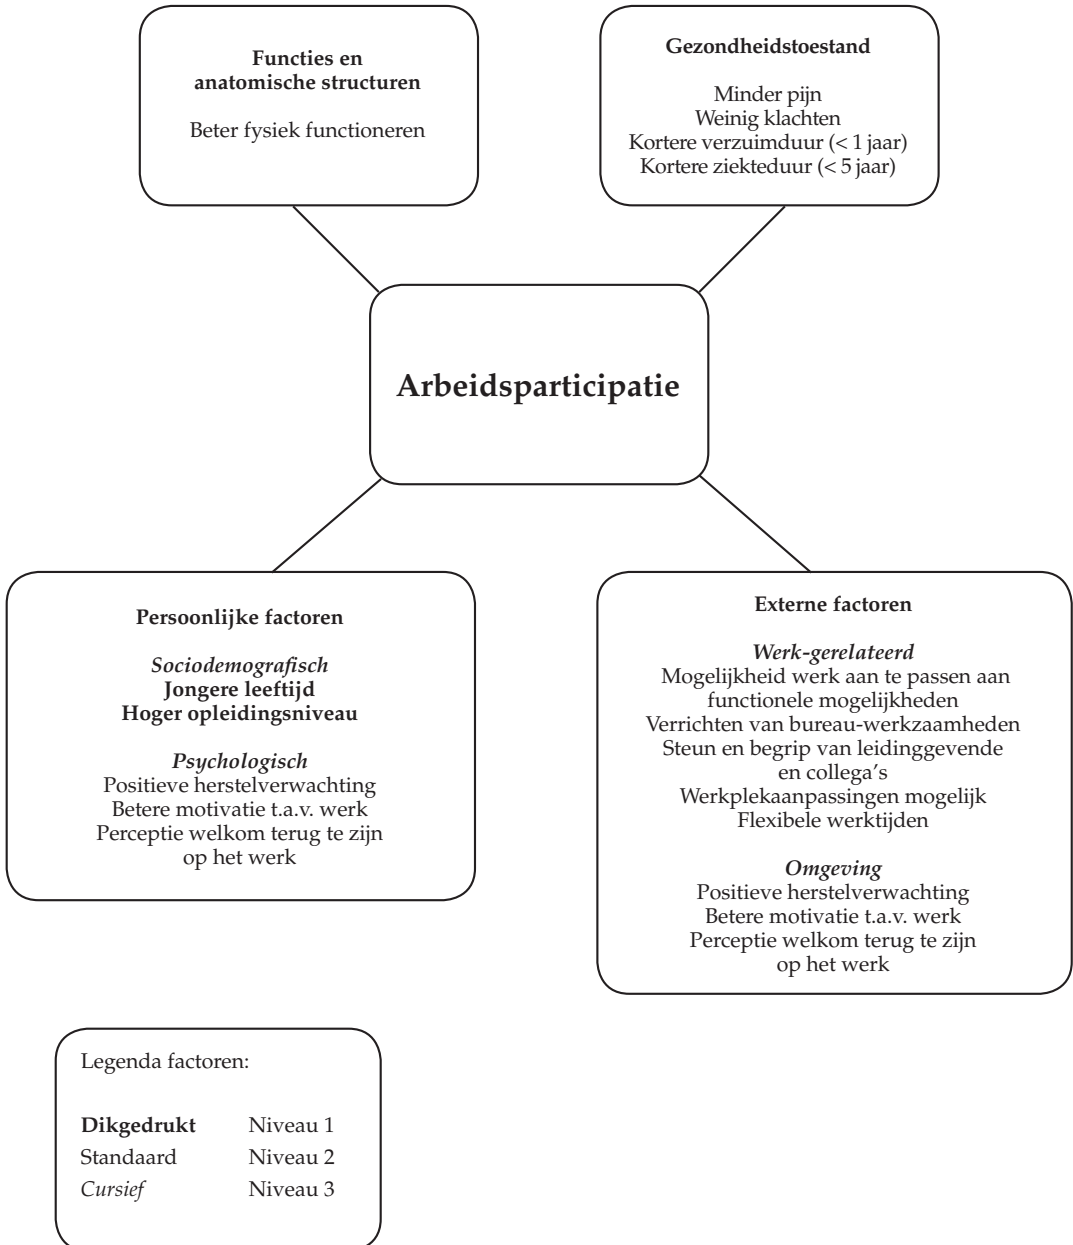 Functies en
anatomische structuren
Beter fysiek functioneren
Gezondheidstoestand
Minder pijn
Weinig klachten
Kortere verzuimduur (< 1 jaar)
Kortere ziekteduur (< 5 jaar)
Arbeidsparticipatie
Persoonlijke factoren
Sociodemografisch
Jongere leeftijd
Hoger opleidingsniveau
Psychologisch
Positieve herstelverwachting
Betere motivatie t.a.v. werk
Perceptie welkom terug te zijn
op het werk
Externe factoren
Werk-gerelateerd
Mogelijkheid werk aan te passen aan
functionele mogelijkheden
Verrichten van bureau-werkzaamheden
Steun en begrip van leidinggevende
en collega's
Werkplekaanpassingen mogelijk
Flexibele werktijden
Omgeving
Positieve herstelverwachting
Betere motivatie t.a.v. werk
Perceptie welkom terug te zijn
op het werk
Legenda factoren:
Dikgedrukt Niveau 1
Standaard Niveau 2
Cursief Niveau 3